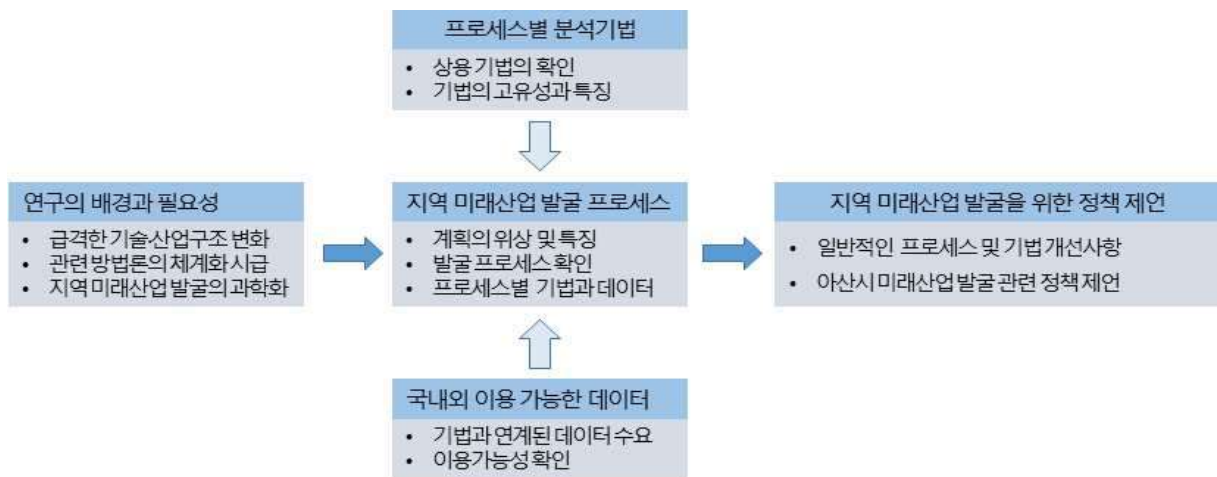 프로세스별 분석기법
• 상용 기법의 확인
• 기법의 고유성과 특징
연구의 배경과 필요성
• 급격한 기술·산업구조 변화
• 관련 방법론의 체계화 시급
• 지역 미래산업 발굴의 과학화
지역 미래산업 발굴 프로세스
• 계획의 위상 및 특징
• 발굴 프로세스 확인
• 프로세스별 기법과 데이터
지역 미래산업 발굴을 위한 정책 제언
• 일반적인 프로세스 및 기법 개선사항
• 아산시 미래산업 발굴 관련 정책 제언
국내외 이용 가능한 데이터
• 기법과 연계된 데이터 수요
• 이용가능성 확인